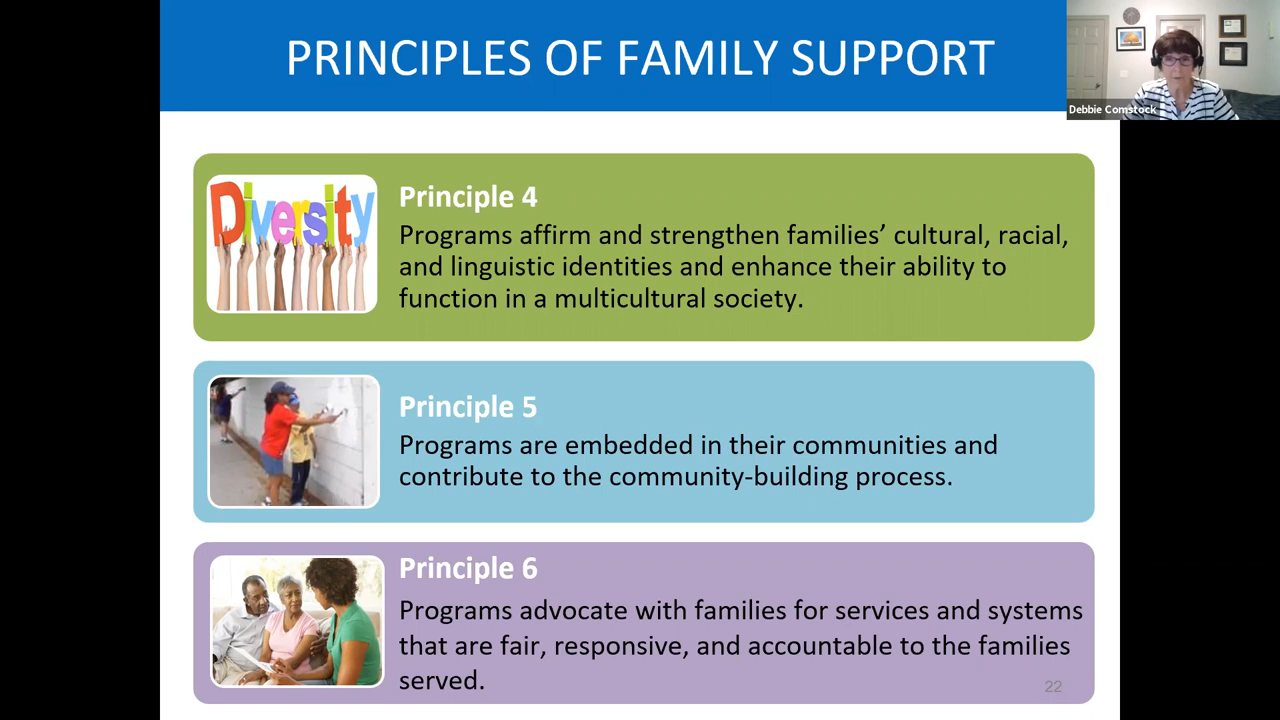 PRINCIPLES OF FAMILY SUPPORT
Debbie Comstock
Diversity
Principle 4
Programs affirm and strengthen families’ cultural, racial,
and linguistic identities and enhance their ability to
function in a multicultural society.
Principle 5
Programs are embedded in their communities and
contribute to the community-building process.
Principle 6
Programs advocate with families for services and systems
that are fair, responsive, and accountable to the families
served.
22